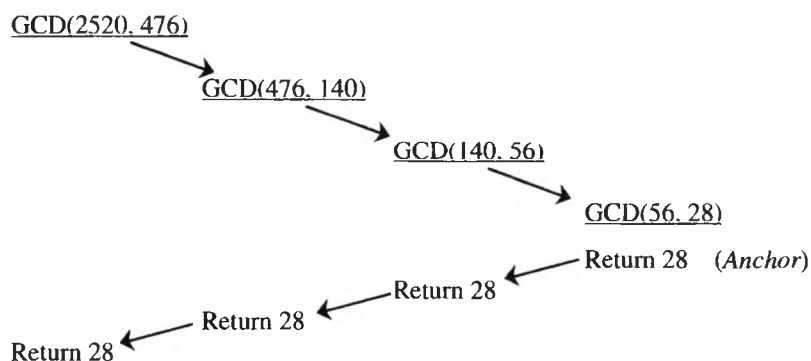 GCD(2520, 476)
GCD(476, 140)
GCD(140, 56)
GCD(56, 28)
Return 28 (Anchor)
Return 28
Return 28
Return 28